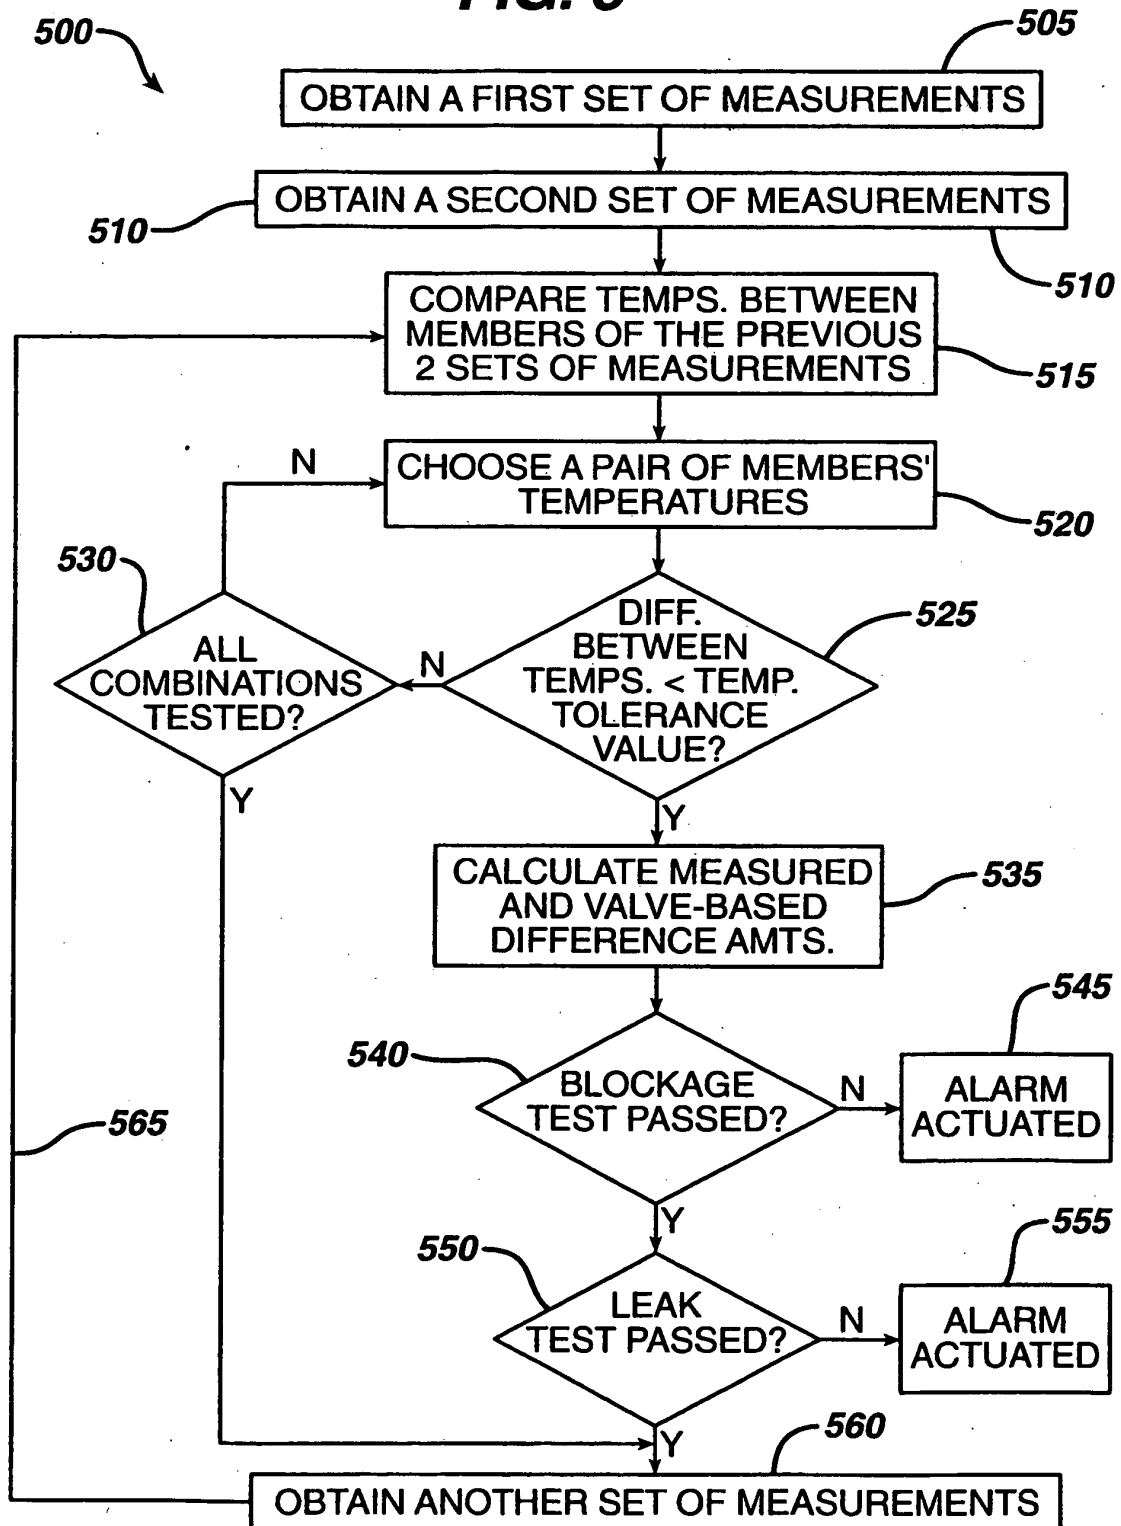 500
505
OBTAIN A FIRST SET OF MEASUREMENTS
OBTAIN A SECOND SET OF MEASUREMENTS
510
510
COMPARE TEMPS. BETWEEN
MEMBERS OF THE PREVIOUS
2 SETS OF MEASUREMENTS
515
N
CHOOSE A PAIR OF MEMBERS'
TEMPERATURES
520
530
ALL
COMBINATIONS
TESTED?
N
DIFF.
BETWEEN
TEMPS. < TEMP.
TOLERANCE
VALUE?
525
Y
Y
CALCULATE MEASURED
AND VALVE-BASED
DIFFERENCE AMTS.
535
540
BLOCKAGE
TEST PASSED?
N
545
ALARM
ACTUATED
565
Y
550
LEAK
TEST PASSED?
N
555
ALARM
ACTUATED
Y
560
OBTAIN ANOTHER SET OF MEASUREMENTS